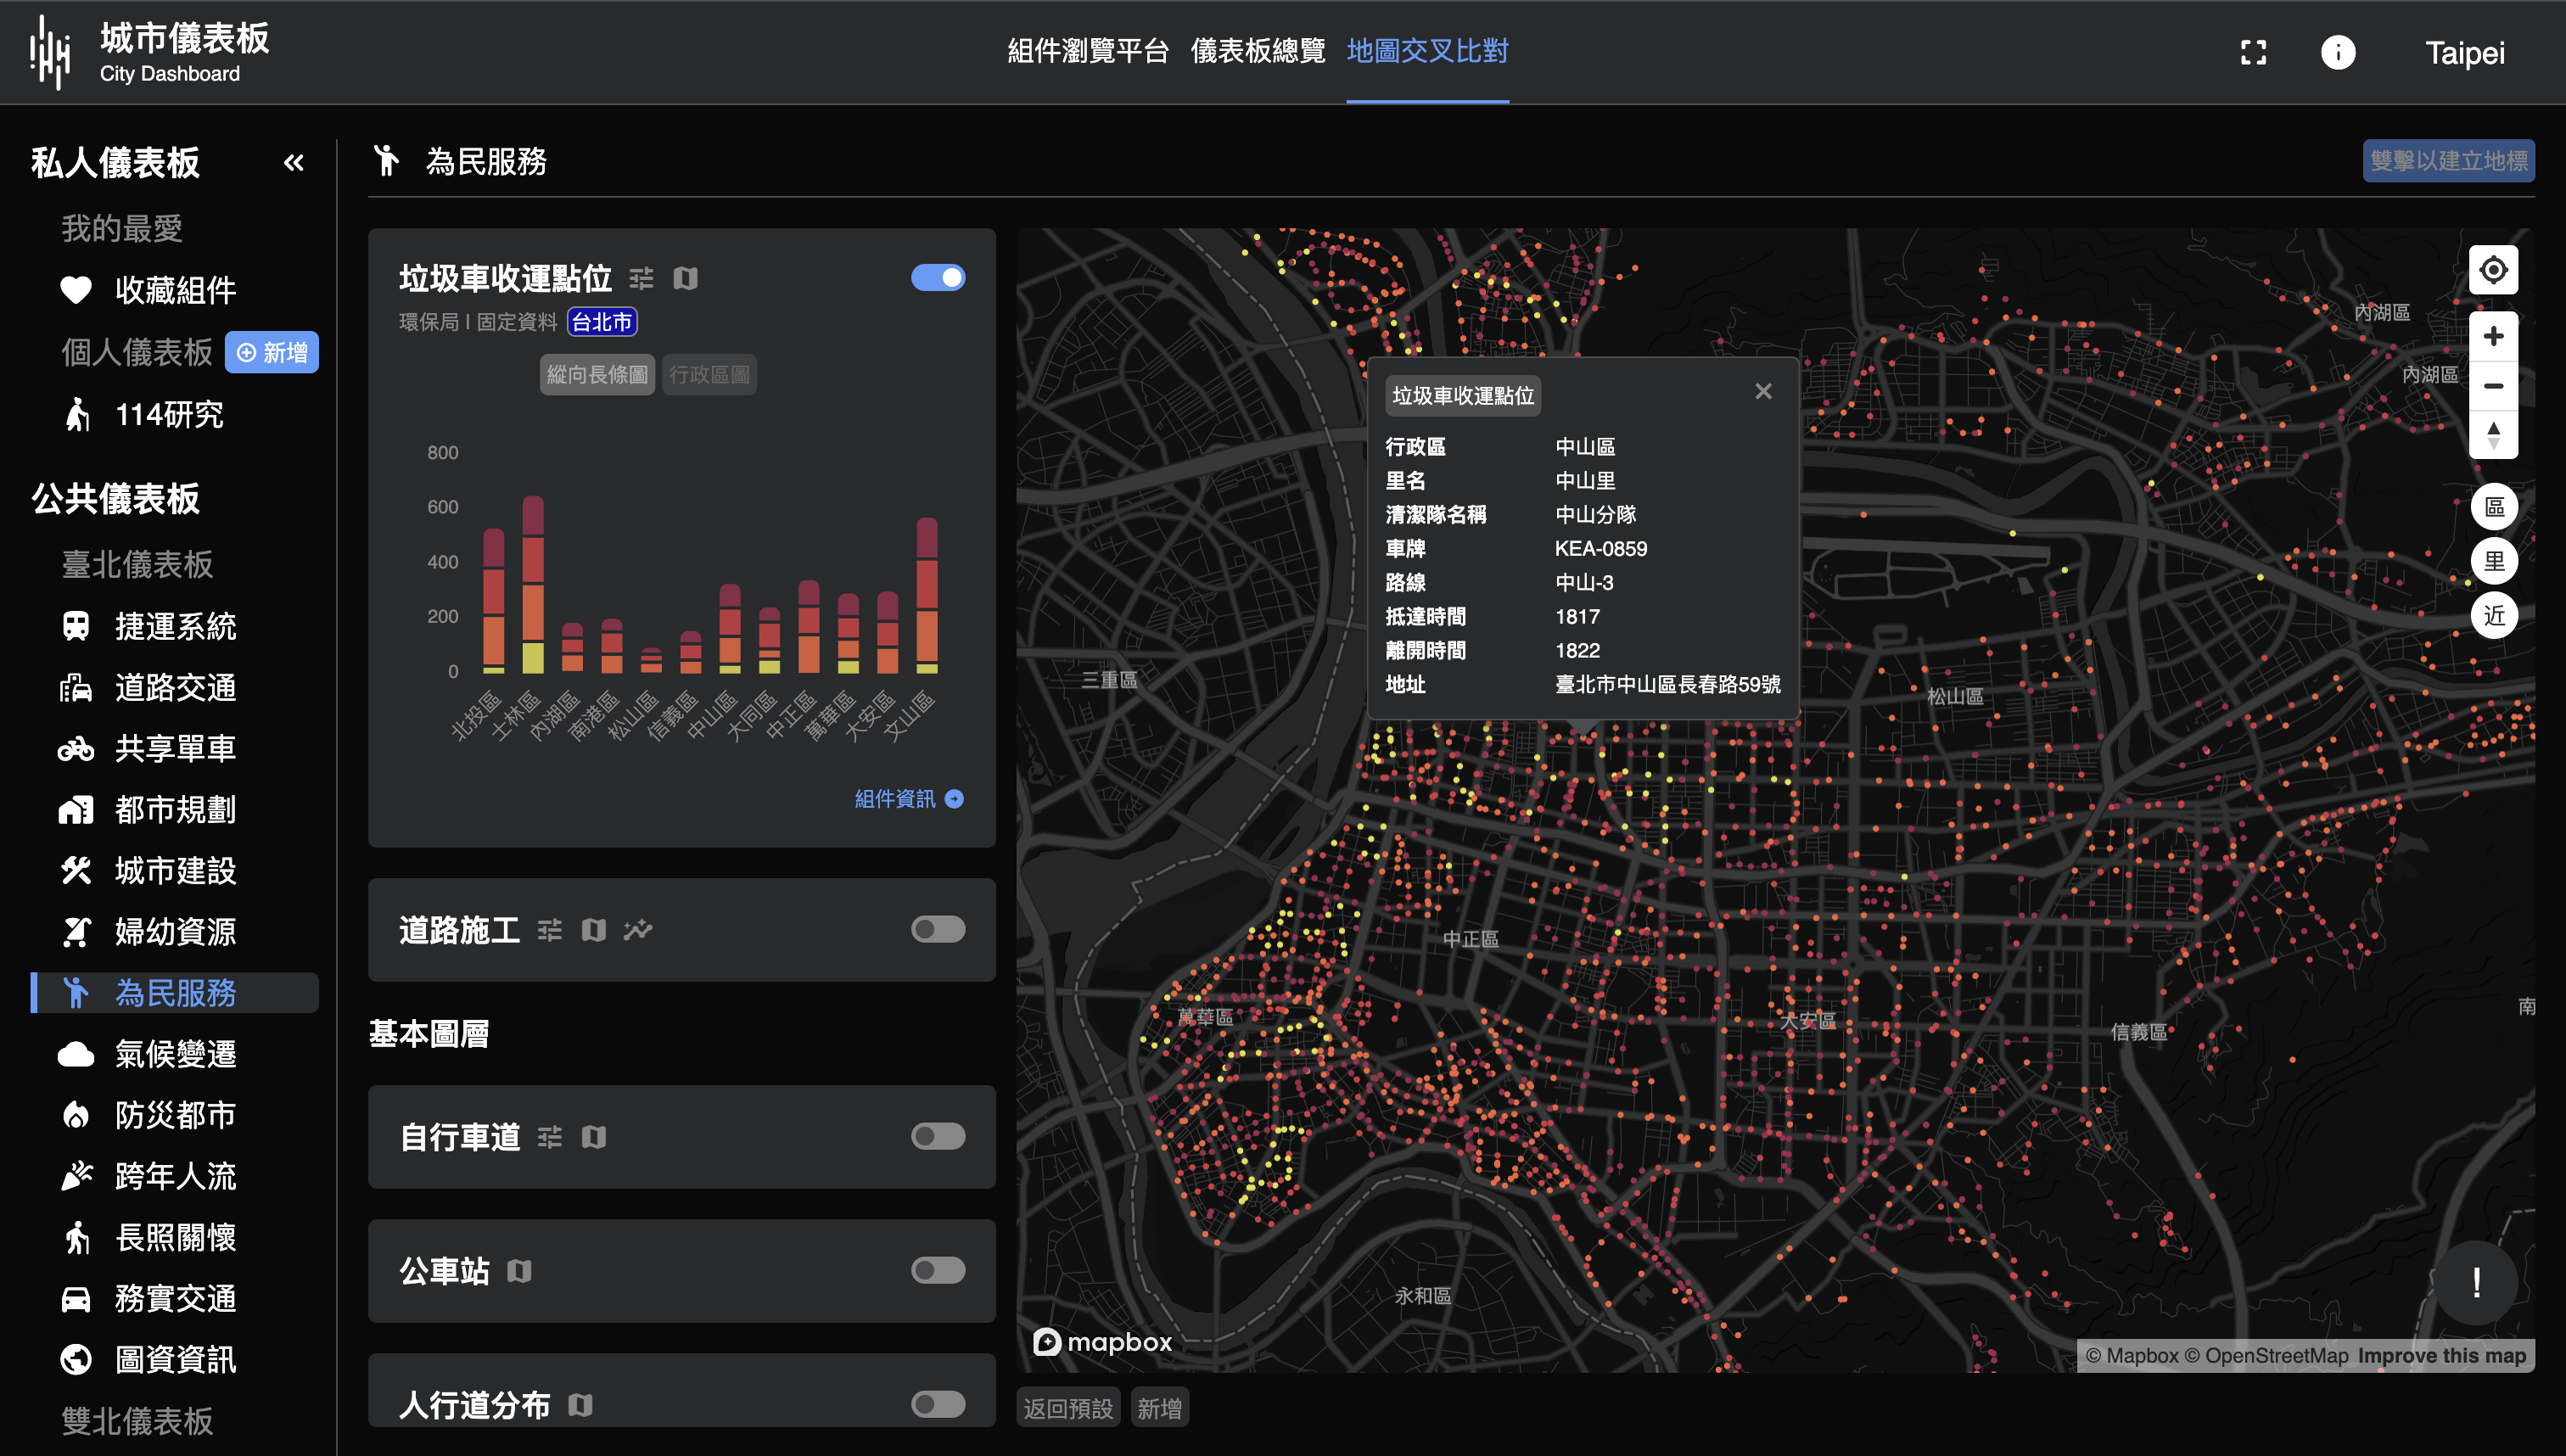 城市儀表板
City Dashboard
組件瀏覽平台 儀表板總覽 地圖交叉比對
Taipei
私人儀表板
我的最愛
收藏組件
個人儀表板 新增
114研究
公共儀表板
臺北儀表板
捷運系統
道路交通
共享單車
都市規劃
城市建設
婦幼資源
為民服務
氣候變遷
防災都市
跨年人流
長照關懷
務實交通
圖資資訊
雙北儀表板
為民服務
雙擊以建立地標
垃圾車收運點位
環保局 | 固定資料 台北市
縱向長條圖 行政區圖
800
600
400
200
0
北投區
士林區
內湖區
南港區
松山區
信義區
中山區
大同區
中正區
萬華區
大安區
文山區
組件資訊
道路施工
基本圖層
自行車道
公車站
人行道分布
垃圾車收運點位
行政區 中山區
里名 中山里
清潔隊名稱 中山分隊
車牌 KEA-0859
路線 中山-3
抵達時間 1817
離開時間 1822
地址 臺北市中山區長春路59號
內湖區
內湖區
區
里
近
三重區
松山區
中正區
萬華區
大安區
信義區
南
永和區
mapbox
© Mapbox © OpenStreetMap Improve this map
返回預設 新增